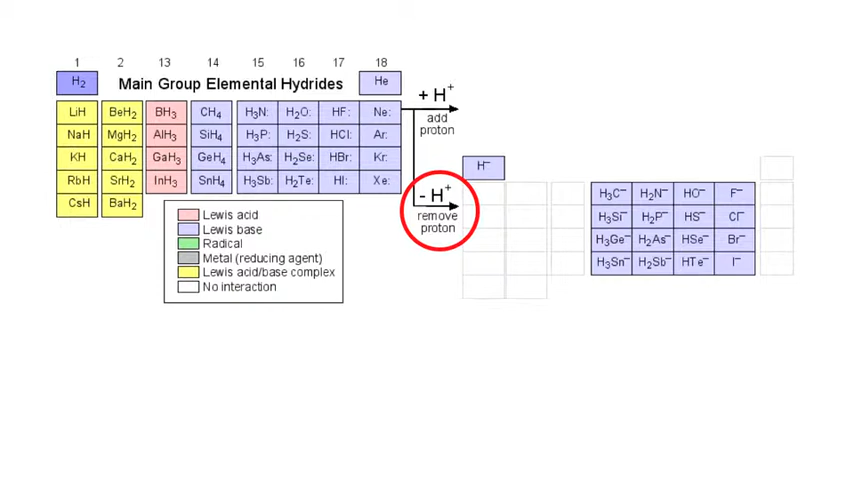 1 2 13 14 15 16 17 18
H₂ Main Group Elemental Hydrides He
LiH BeH₂ BH₃ CH₄ H₃N: H₂O: HF: Ne:
NaH MgH₂ AlH₃ SiH₄ H₃P: H₂S: HCl: Ar:
KH CaH₂ GaH₃ GeH₄ H₃As: H₂Se: HBr: Kr:
RbH SrH₂ InH₃ SnH₄ H₃Sb: H₂Te: HI: Xe:
CsH BaH₂
Lewis acid
Lewis base
Radical
Metal (reducing agent)
Lewis acid/base complex
No interaction
+ H⁺
add
proton
- H⁺
remove
proton
H⁻
H₃C⁻ H₂N⁻ HO⁻ F⁻
H₃Si⁻ H₂P⁻ HS⁻ Cl⁻
H₃Ge⁻ H₂As⁻ HSe⁻ Br⁻
H₃Sn⁻ H₂Sb⁻ HTe⁻ I⁻